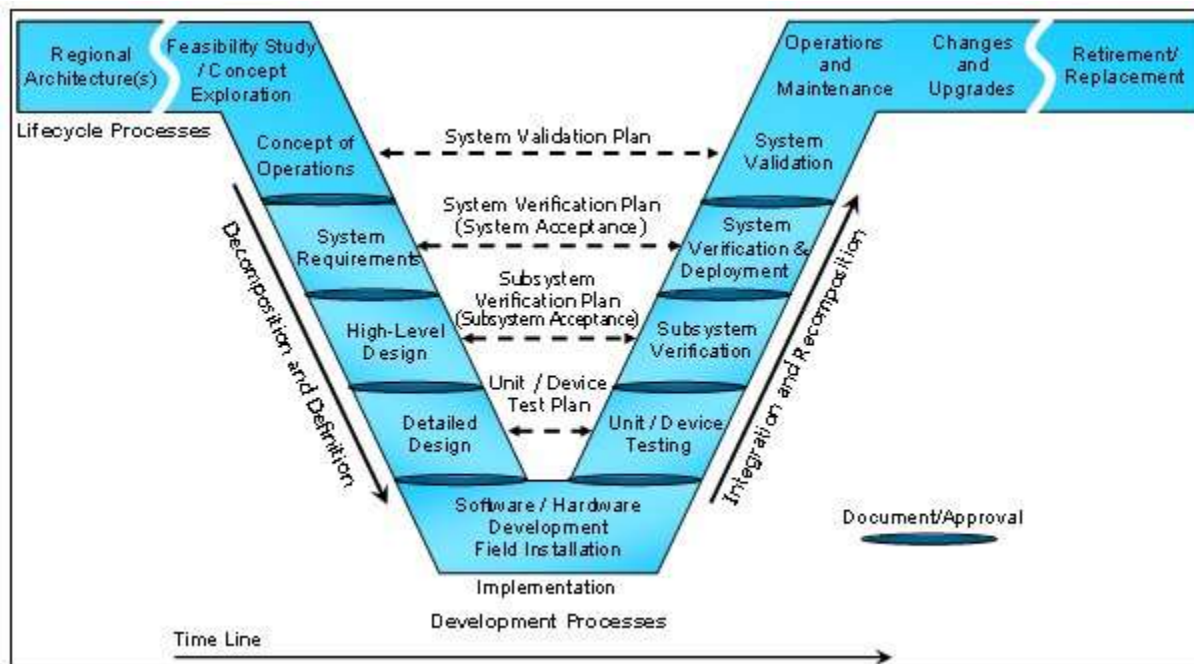 Regional
Architecture(s)
Feasibility Study
/ Concept
Exploration
Operations
and
Maintenance
Changes
and
Upgrades
Retirement/
Replacement
Lifecycle Processes
Concept of
Operations
System Validation Plan
System
Validation
System
Requirements
System Verification Plan
(System Acceptance)
System
Verification &
Deployment
High-Level
Design
Subsystem
Verification Plan
(Subsystem Acceptance)
Subsystem
Verification
Detailed
Design
Unit / Device
Test Plan
Unit / Device
Testing
Decomposition and Definition
Integration and Recomposition
Software / Hardware
Development
Field Installation
Document/Approval
Implementation
Development Processes
Time Line